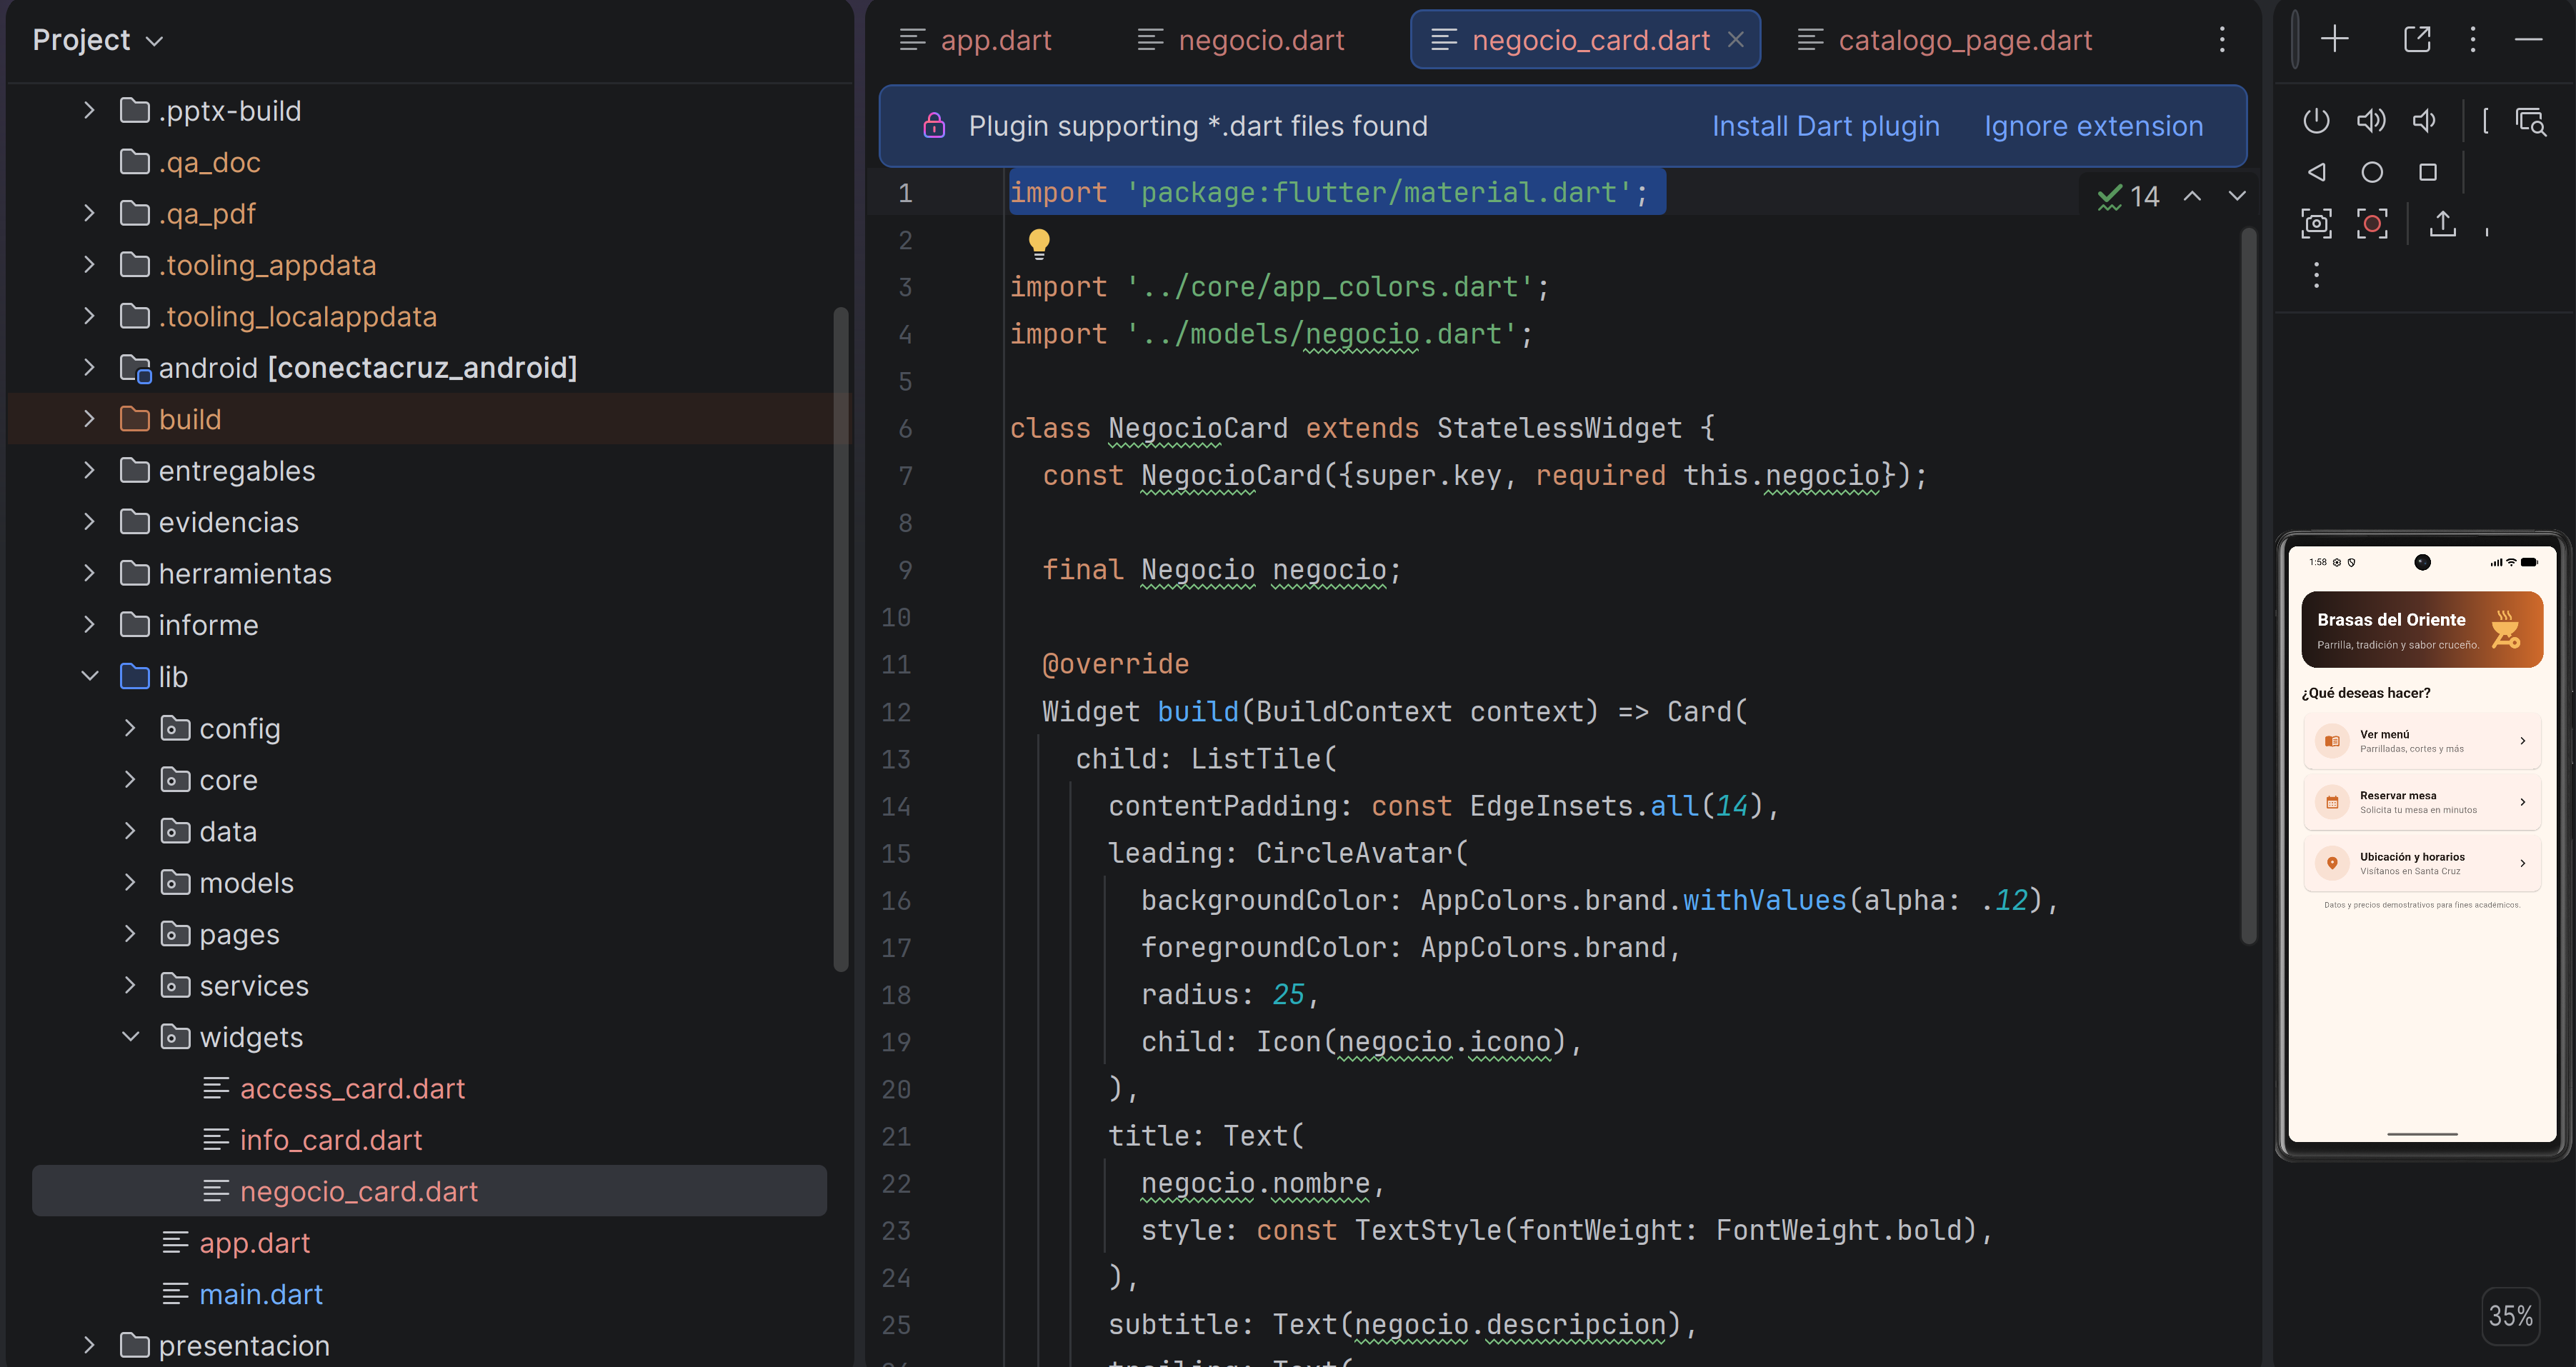 Project
.pptx-build
.qa_doc
.qa_pdf
.tooling_appdata
.tooling_localappdata
android [conectacruz_android]
build
entregables
evidencias
herramientas
informe
lib
config
core
data
models
pages
services
widgets
access_card.dart
info_card.dart
negocio_card.dart
app.dart
main.dart
presentacion
app.dart
negocio.dart
negocio_card.dart
catalogo_page.dart
Plugin supporting *.dart files found
Install Dart plugin
Ignore extension
14
1 import 'package:flutter/material.dart';
2
3 import '../core/app_colors.dart';
4 import '../models/negocio.dart';
5
6 class NegocioCard extends StatelessWidget {
7 const NegocioCard({super.key, required this.negocio});
8
9 final Negocio negocio;
10
11 @override
12 Widget build(BuildContext context) => Card(
13 child: ListTile(
14 contentPadding: const EdgeInsets.all(14),
15 leading: CircleAvatar(
16 backgroundColor: AppColors.brand.withValues(alpha: .12),
17 foregroundColor: AppColors.brand,
18 radius: 25,
19 child: Icon(negocio.icono),
20 ),
21 title: Text(
22 negocio.nombre,
23 style: const TextStyle(fontWeight: FontWeight.bold),
24 ),
25 subtitle: Text(negocio.descripcion),
1:58
Brasas del Oriente
Parrilla, tradición y sabor cruceño.
¿Qué deseas hacer?
Ver menú
Parrilladas, cortes y más
Reservar mesa
Solicita tu mesa en minutos
Ubicación y horarios
Visítanos en Santa Cruz
Datos y precios demostrativos para fines académicos.
35%